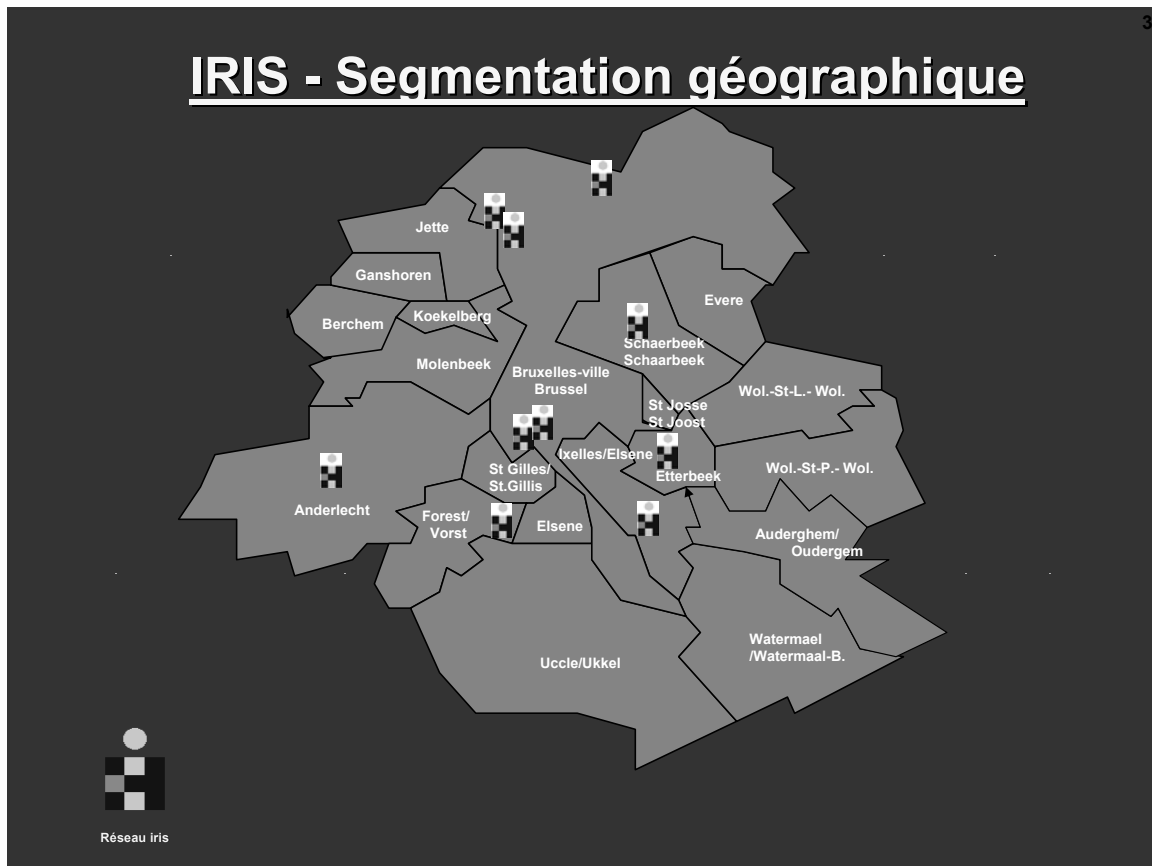 3
IRIS - Segmentation géographique
Jette
Ganshoren
Evere
Berchem
Koekelberg
Schaerbeek
Schaarbeek
Molenbeek
Bruxelles-ville
Brussel
Wol.-St-L.- Wol.
St Josse
St Joost
Ixelles/Elsene
St Gilles/
St.Gillis
Etterbeek
Wol.-St-P.- Wol.
Anderlecht
Forest/
Vorst
Elsene
Auderghem/
Oudergem
Watermael
/Watermaal-B.
Uccle/Ukkel
Réseau iris